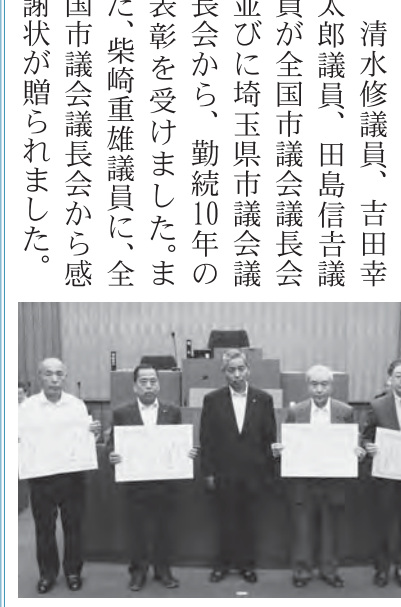 清水修議員、吉田幸
太郎議員、田島信吉議
員が全国市議会議長会
並びに埼玉県市議会議
長会から、勤続10年の
表彰を受けました。ま
た、柴崎重雄議員に、全
国市議会議長会から感
謝状が贈られました。